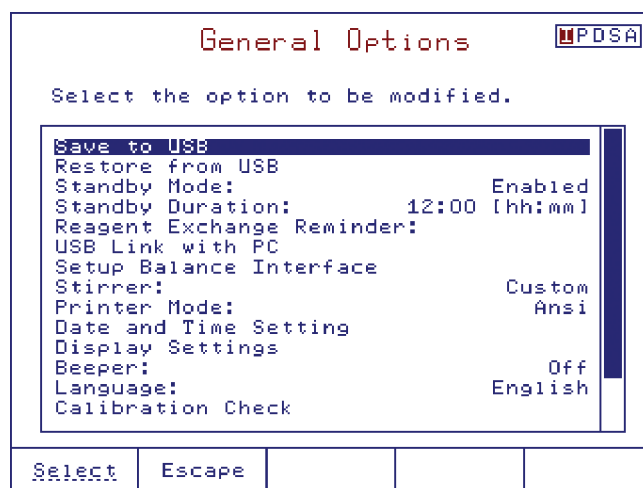 General Options
IPDSA
Select the option to be modified.
Save to USB
Restore from USB
Standby Mode: Enabled
Standby Duration: 12:00 [hh:mm]
Reagent Exchange Reminder:
USB Link with PC
Setup Balance Interface
Stirrer: Custom
Printer Mode: Ansi
Date and Time Setting
Display Settings
Beeper: Off
Language: English
Calibration Check
Select Escape